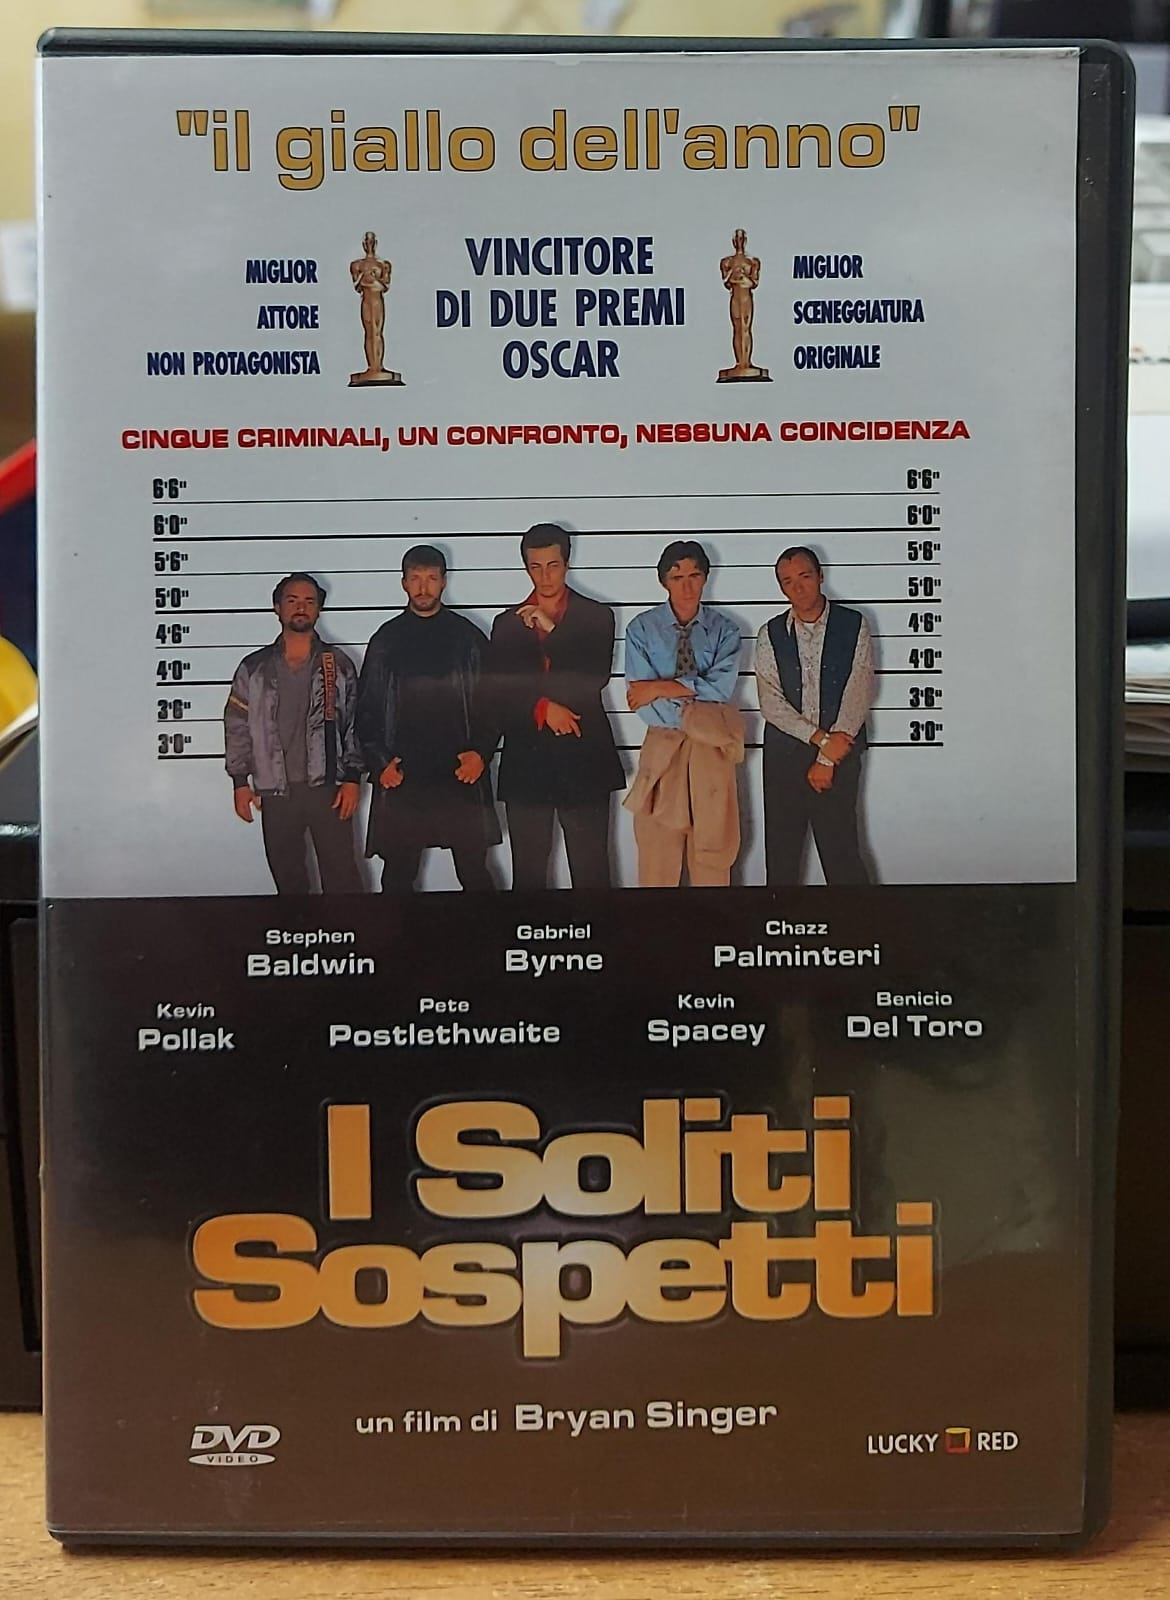 "il giallo dell'anno"
MIGLIOR
ATTORE
NON PROTAGONISTA
VINCITORE
DI DUE PREMI
OSCAR
MIGLIOR
SCENEGGIATURA
ORIGINALE
CINQUE CRIMINALI, UN CONFRONTO, NESSUNA COINCIDENZA
6'6" 6'6"
6'0" 6'0"
5'6" 5'6"
5'0" 5'0"
4'6" 4'6"
4'0" 4'0"
3'6" 3'6"
3'0" 3'0"
Stephen Baldwin
Gabriel Byrne
Chazz Palminteri
Kevin Pollak
Pete Postlethwaite
Kevin Spacey
Benicio Del Toro
I Soliti
Sospetti
un film di Bryan Singer
DVD
VIDEO
LUCKY RED